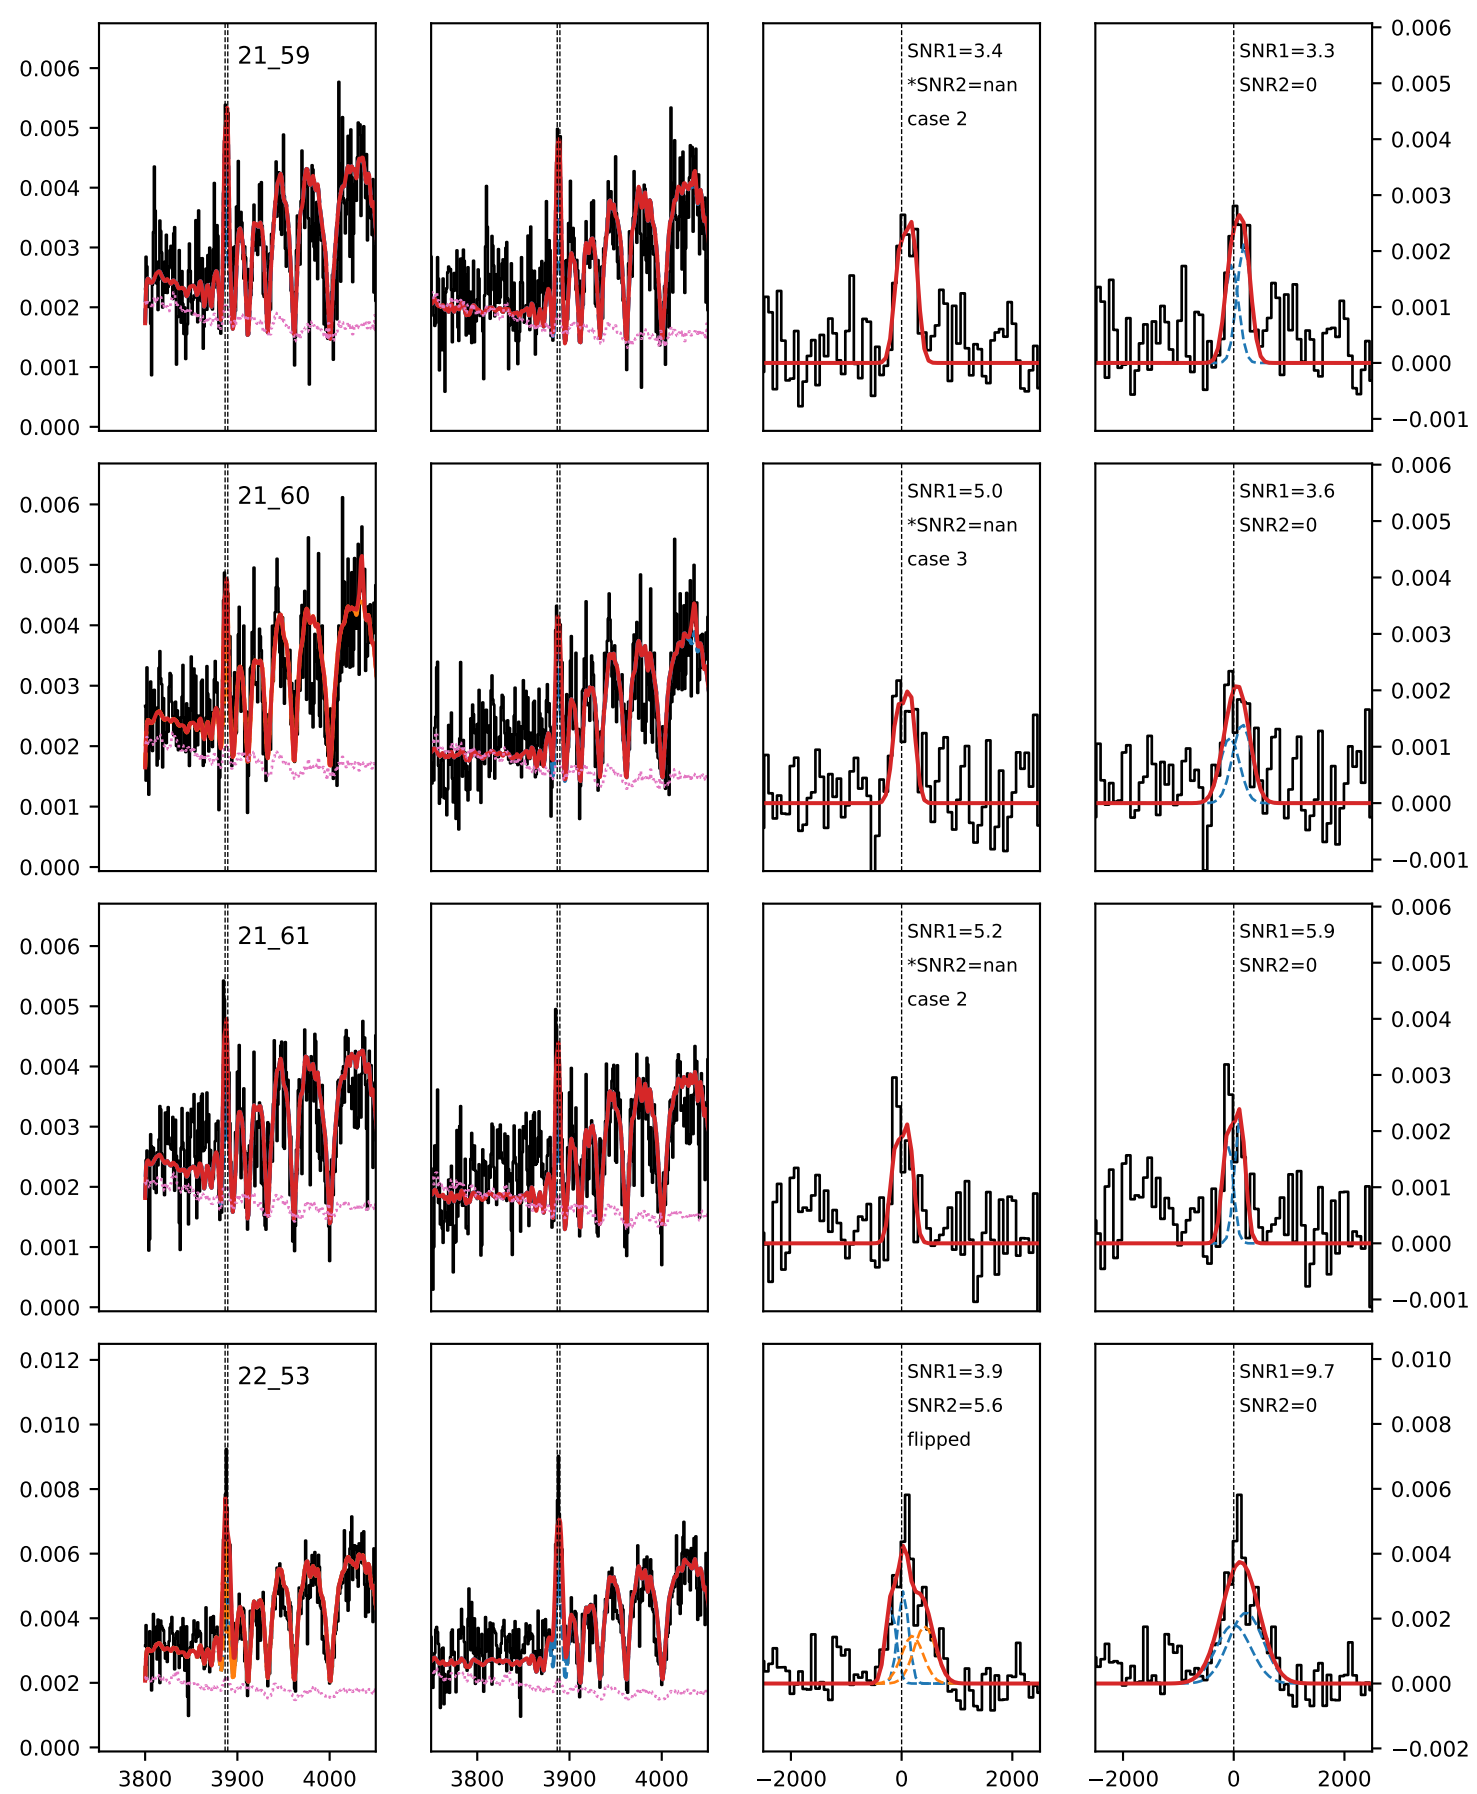 21_59
SNR1=3.4
*SNR2=nan
case 2
SNR1=3.3
SNR2=0
0.006
0.005
0.004
0.003
0.002
0.001
0.000
0.006
0.005
0.004
0.003
0.002
0.001
0.000
−0.001
21_60
SNR1=5.0
*SNR2=nan
case 3
SNR1=3.6
SNR2=0
0.006
0.005
0.004
0.003
0.002
0.001
0.000
0.006
0.005
0.004
0.003
0.002
0.001
0.000
−0.001
21_61
SNR1=5.2
*SNR2=nan
case 2
SNR1=5.9
SNR2=0
0.006
0.005
0.004
0.003
0.002
0.001
0.000
0.006
0.005
0.004
0.003
0.002
0.001
0.000
−0.001
22_53
SNR1=3.9
SNR2=5.6
flipped
SNR1=9.7
SNR2=0
0.012
0.010
0.008
0.006
0.004
0.002
0.000
0.010
0.008
0.006
0.004
0.002
0.000
−0.002
3800 3900 4000
3800 3900 4000
−2000 0 2000
−2000 0 2000